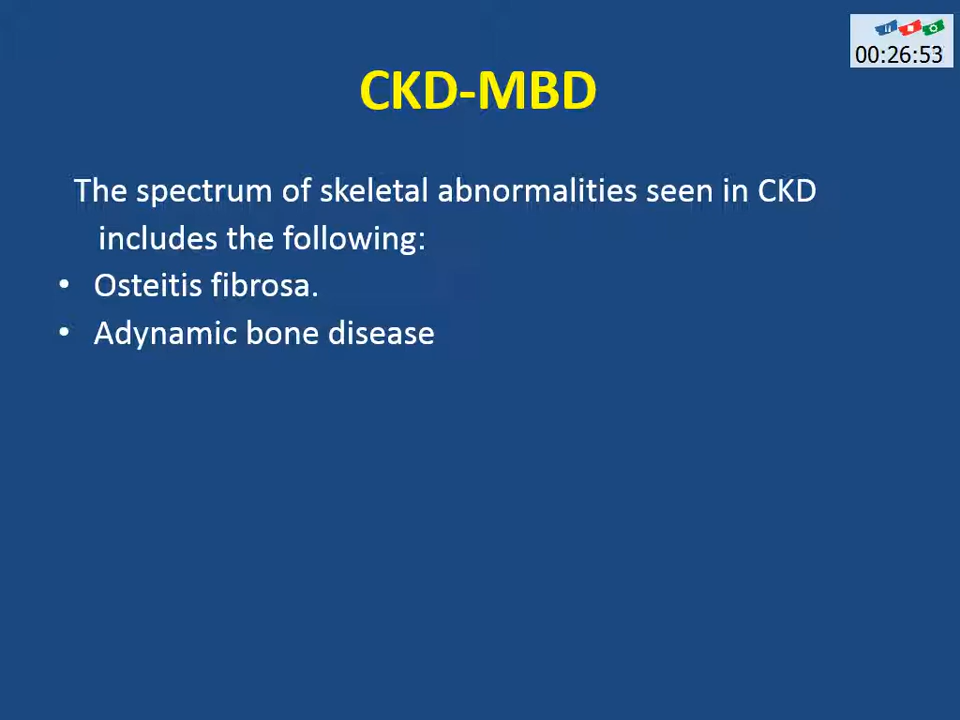 00:26:53
CKD-MBD
The spectrum of skeletal abnormalities seen in CKD
includes the following:
• Osteitis fibrosa.
• Adynamic bone disease